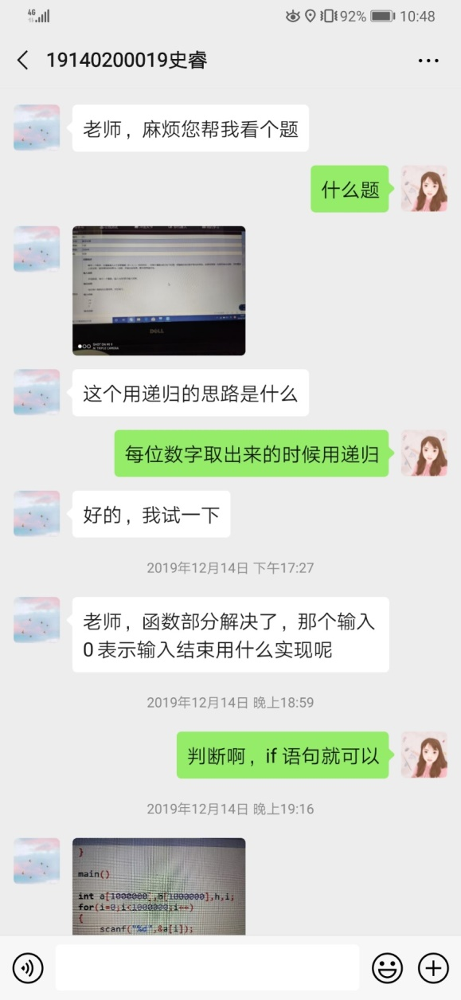 4G
92%
10:48
19140200019史睿
老师，麻烦您帮我看个题
什么题
DELL
这个用递归的思路是什么
每位数字取出来的时候用递归
好的，我试一下
2019年12月14日 下午17:27
老师，函数部分解决了，那个输入
0表示输入结束用什么实现呢
2019年12月14日 晚上18:59
判断啊，if 语句就可以
2019年12月14日 晚上19:16
}
main()
int a[1000000],b[1000000],h,i;
for(i=0;i<1000000;i++)
{
scanf("%d",&a[i]);